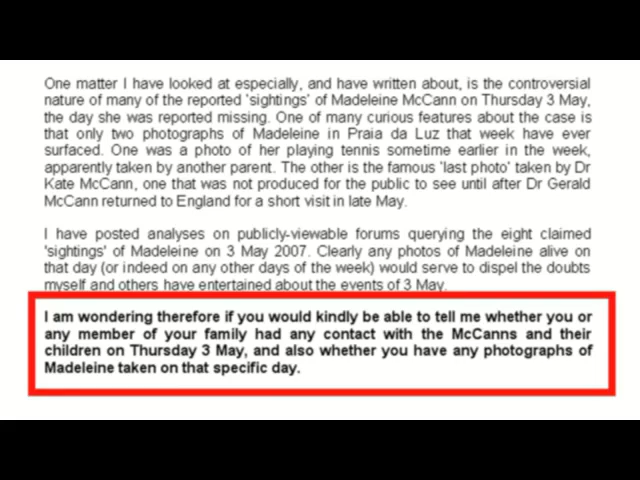 One matter I have looked at especially, and have written about, is the controversial
nature of many of the reported 'sightings' of Madeleine McCann on Thursday 3 May,
the day she was reported missing. One of many curious features about the case is
that only two photographs of Madeleine in Praia da Luz that week have ever
surfaced. One was a photo of her playing tennis sometime earlier in the week,
apparently taken by another parent. The other is the famous 'last photo' taken by Dr
Kate McCann, one that was not produced for the public to see until after Dr Gerald
McCann returned to England for a short visit in late May.
I have posted analyses on publicly-viewable forums querying the eight claimed
'sightings' of Madeleine on 3 May 2007. Clearly any photos of Madeleine alive on
that day (or indeed on any other days of the week) would serve to dispel the doubts
myself and others have entertained about the events of 3 May.
I am wondering therefore if you would kindly be able to tell me whether you or
any member of your family had any contact with the McCanns and their
children on Thursday 3 May, and also whether you have any photographs of
Madeleine taken on that specific day.